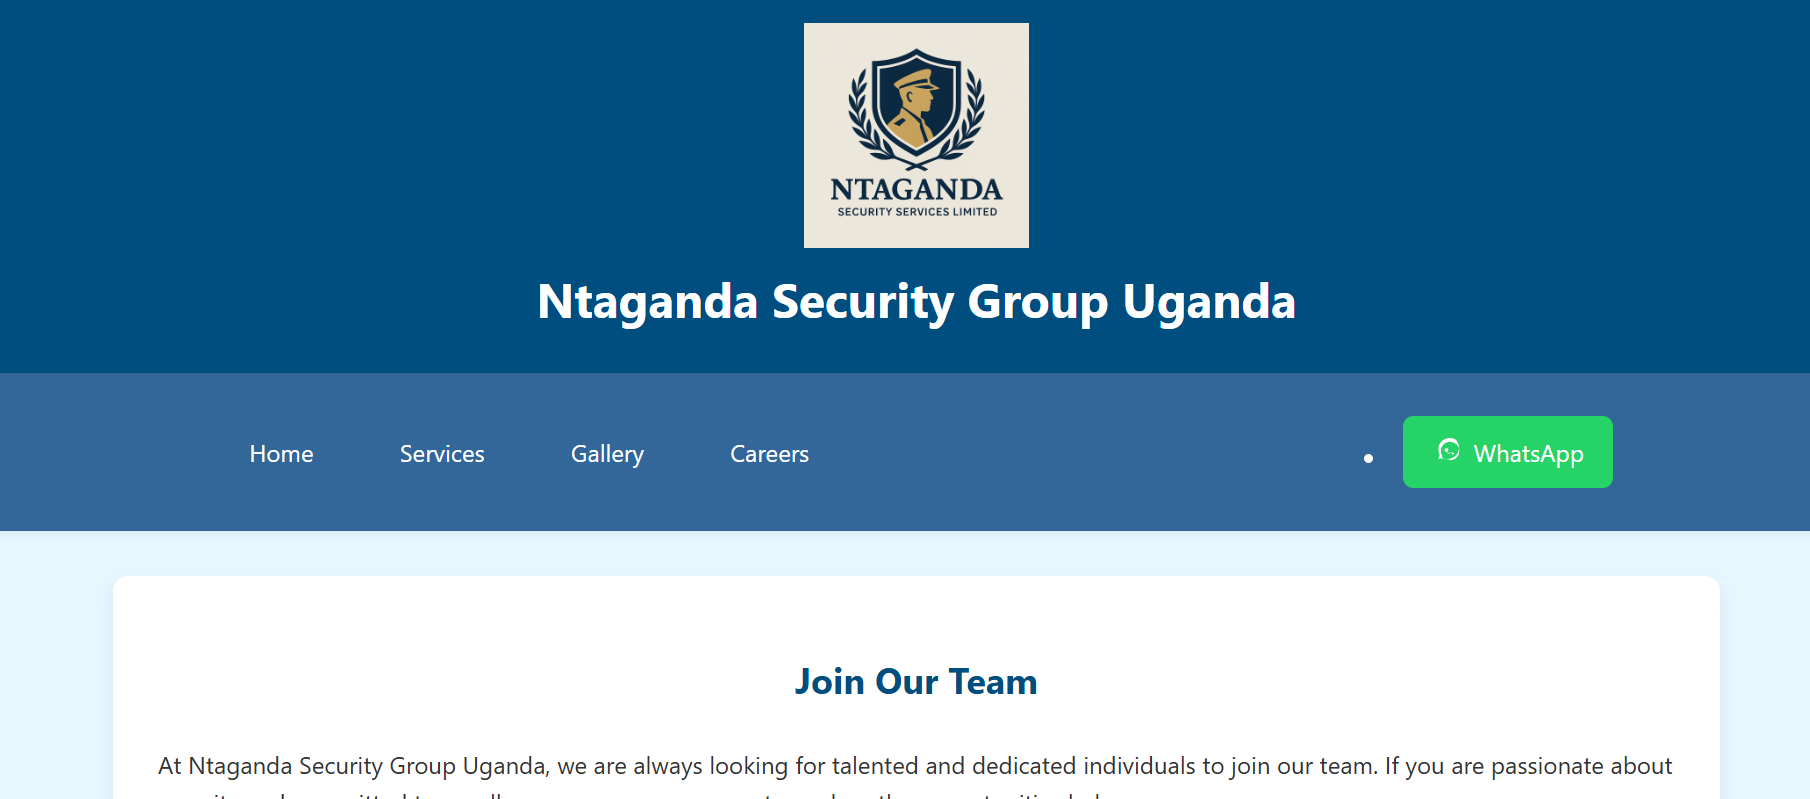 NTAGANDA
SECURITY SERVICES LIMITED
Ntaganda Security Group Uganda
Home Services Gallery Careers WhatsApp
Join Our Team
At Ntaganda Security Group Uganda, we are always looking for talented and dedicated individuals to join our team. If you are passionate about